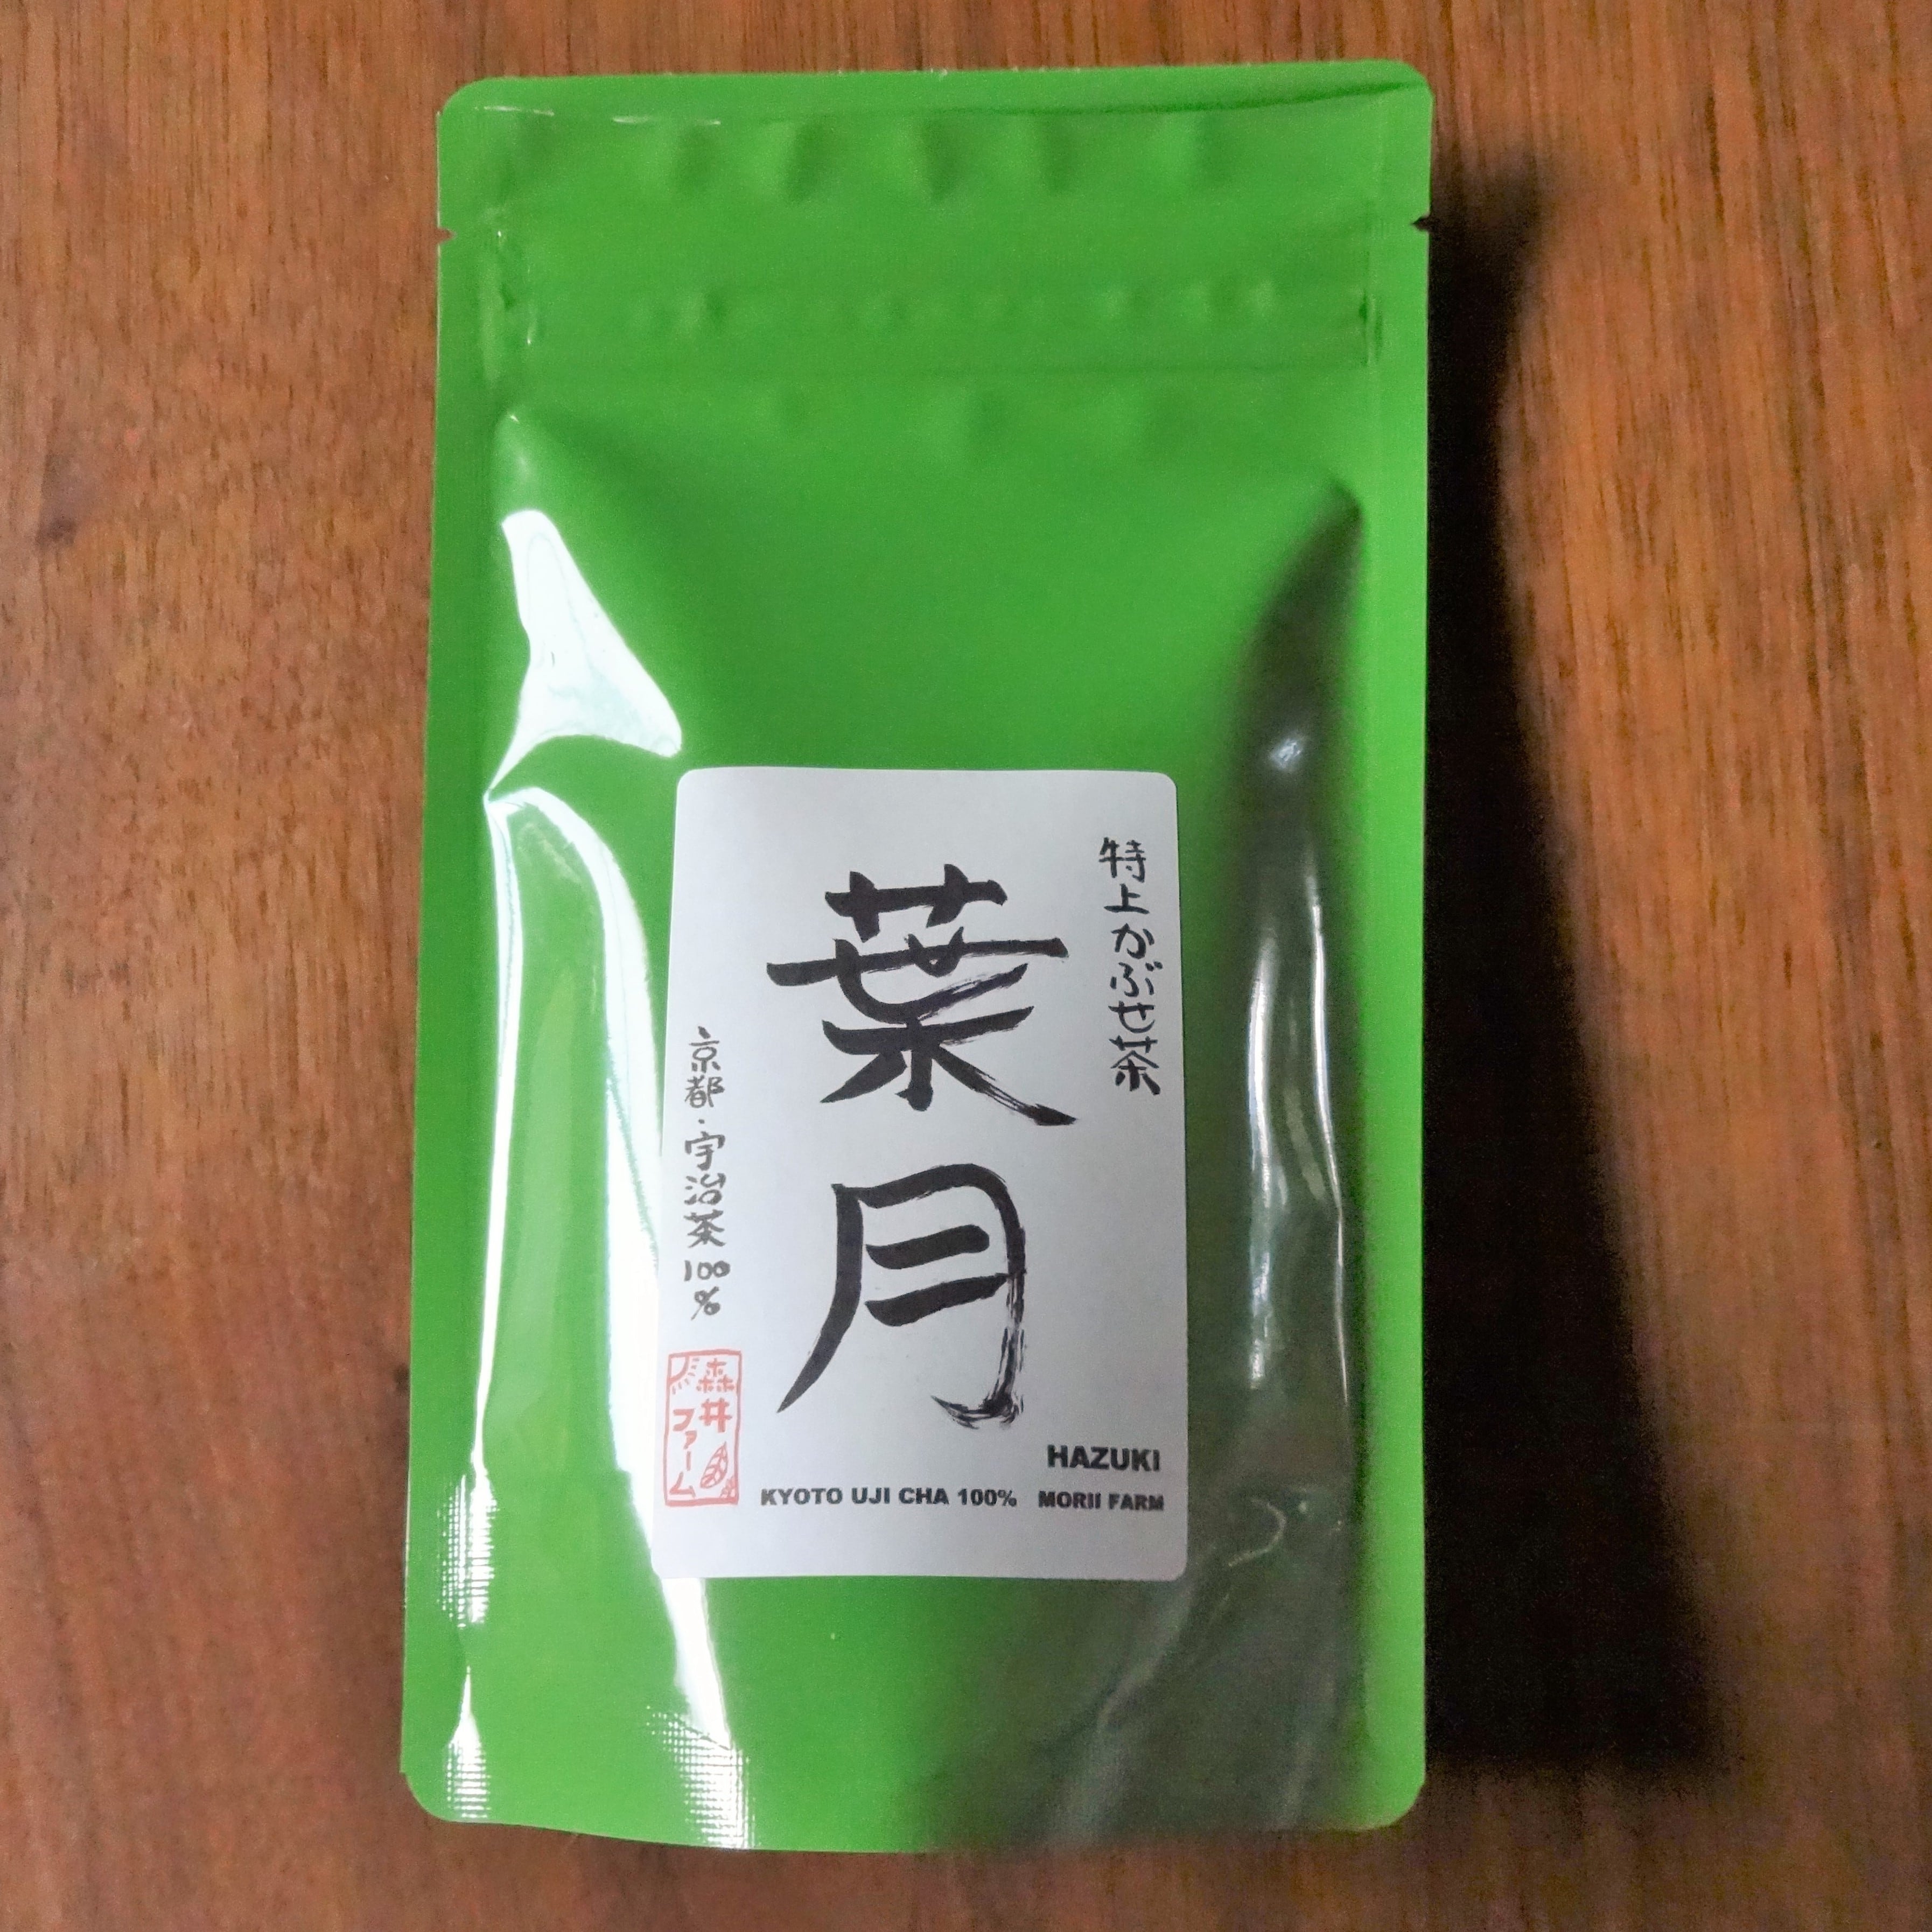 特上かぶせ茶
葉月
京都・宇治茶100%
森井
ファーム
HAZUKI
KYOTO UJI CHA 100% MORII FARM